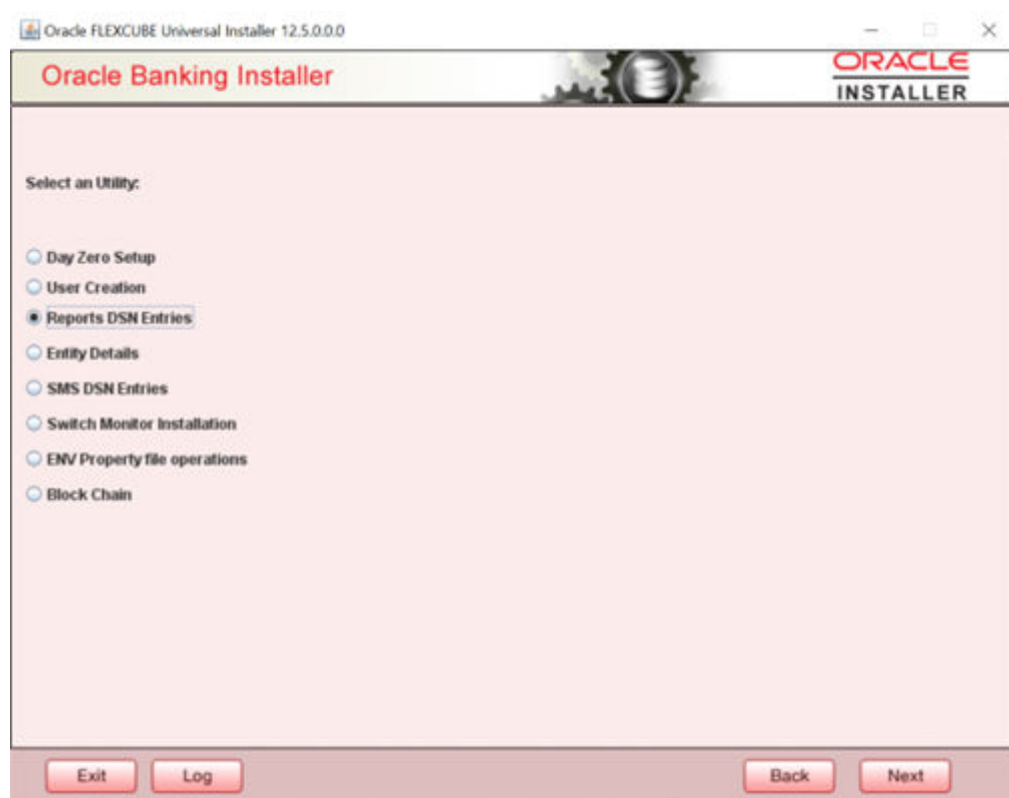 Oracle FLEXCUBE Universal Installer 12.5.0.0.0
Oracle Banking Installer
ORACLE
INSTALLER
Select an Utility:
Day Zero Setup
User Creation
Reports DSN Entries
Entity Details
SMS DSN Entries
Switch Monitor Installation
ENV Property file operations
Block Chain
Exit
Log
Back
Next